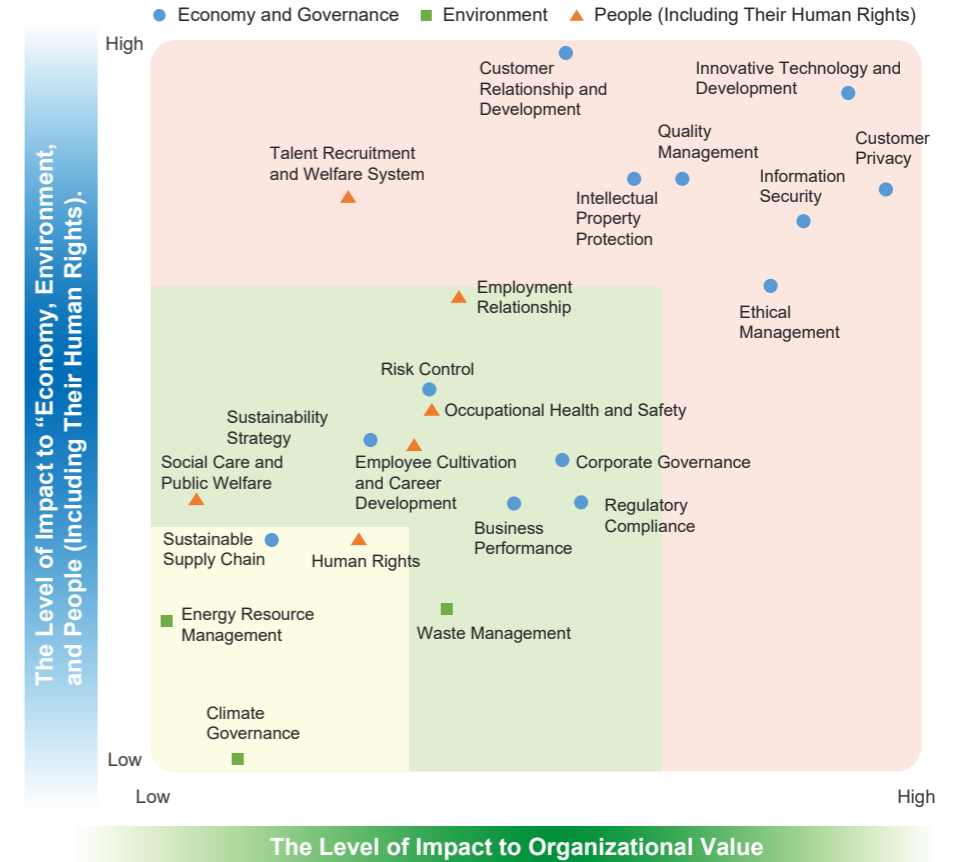 Economy and Governance
Environment
People (Including Their Human Rights)
High
Customer
Relationship and
Development
Innovative Technology and
Development
Quality
Management
Customer
Privacy
Talent Recruitment
and Welfare System
Information
Security
Intellectual
Property
Protection
Employment
Relationship
Ethical
Management
Risk Control
Occupational Health and Safety
Sustainability
Strategy
Social Care and
Public Welfare
Employee Cultivation
and Career
Development
Corporate Governance
Regulatory
Compliance
Business
Performance
Sustainable
Supply Chain
Human Rights
Energy Resource
Management
Waste Management
Climate
Governance
Low
Low
High
The Level of Impact to “Economy, Environment,
and People (Including Their Human Rights).
The Level of Impact to Organizational Value